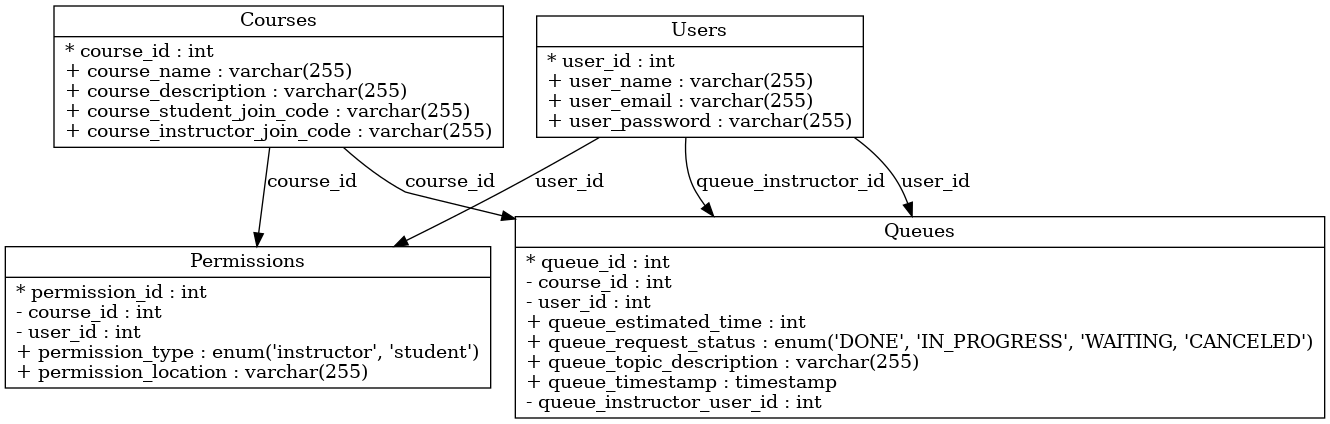 Courses
* course_id : int
+ course_name : varchar(255)
+ course_description : varchar(255)
+ course_student_join_code : varchar(255)
+ course_instructor_join_code : varchar(255)
Users
* user_id : int
+ user_name : varchar(255)
+ user_email : varchar(255)
+ user_password : varchar(255)
course_id
course_id
user_id
queue_instructor_id
user_id
Permissions
* permission_id : int
- course_id : int
- user_id : int
+ permission_type : enum('instructor', 'student')
+ permission_location : varchar(255)
Queues
* queue_id : int
- course_id : int
- user_id : int
+ queue_estimated_time : int
+ queue_request_status : enum('DONE', 'IN_PROGRESS', 'WAITING, 'CANCELED')
+ queue_topic_description : varchar(255)
+ queue_timestamp : timestamp
- queue_instructor_user_id : int